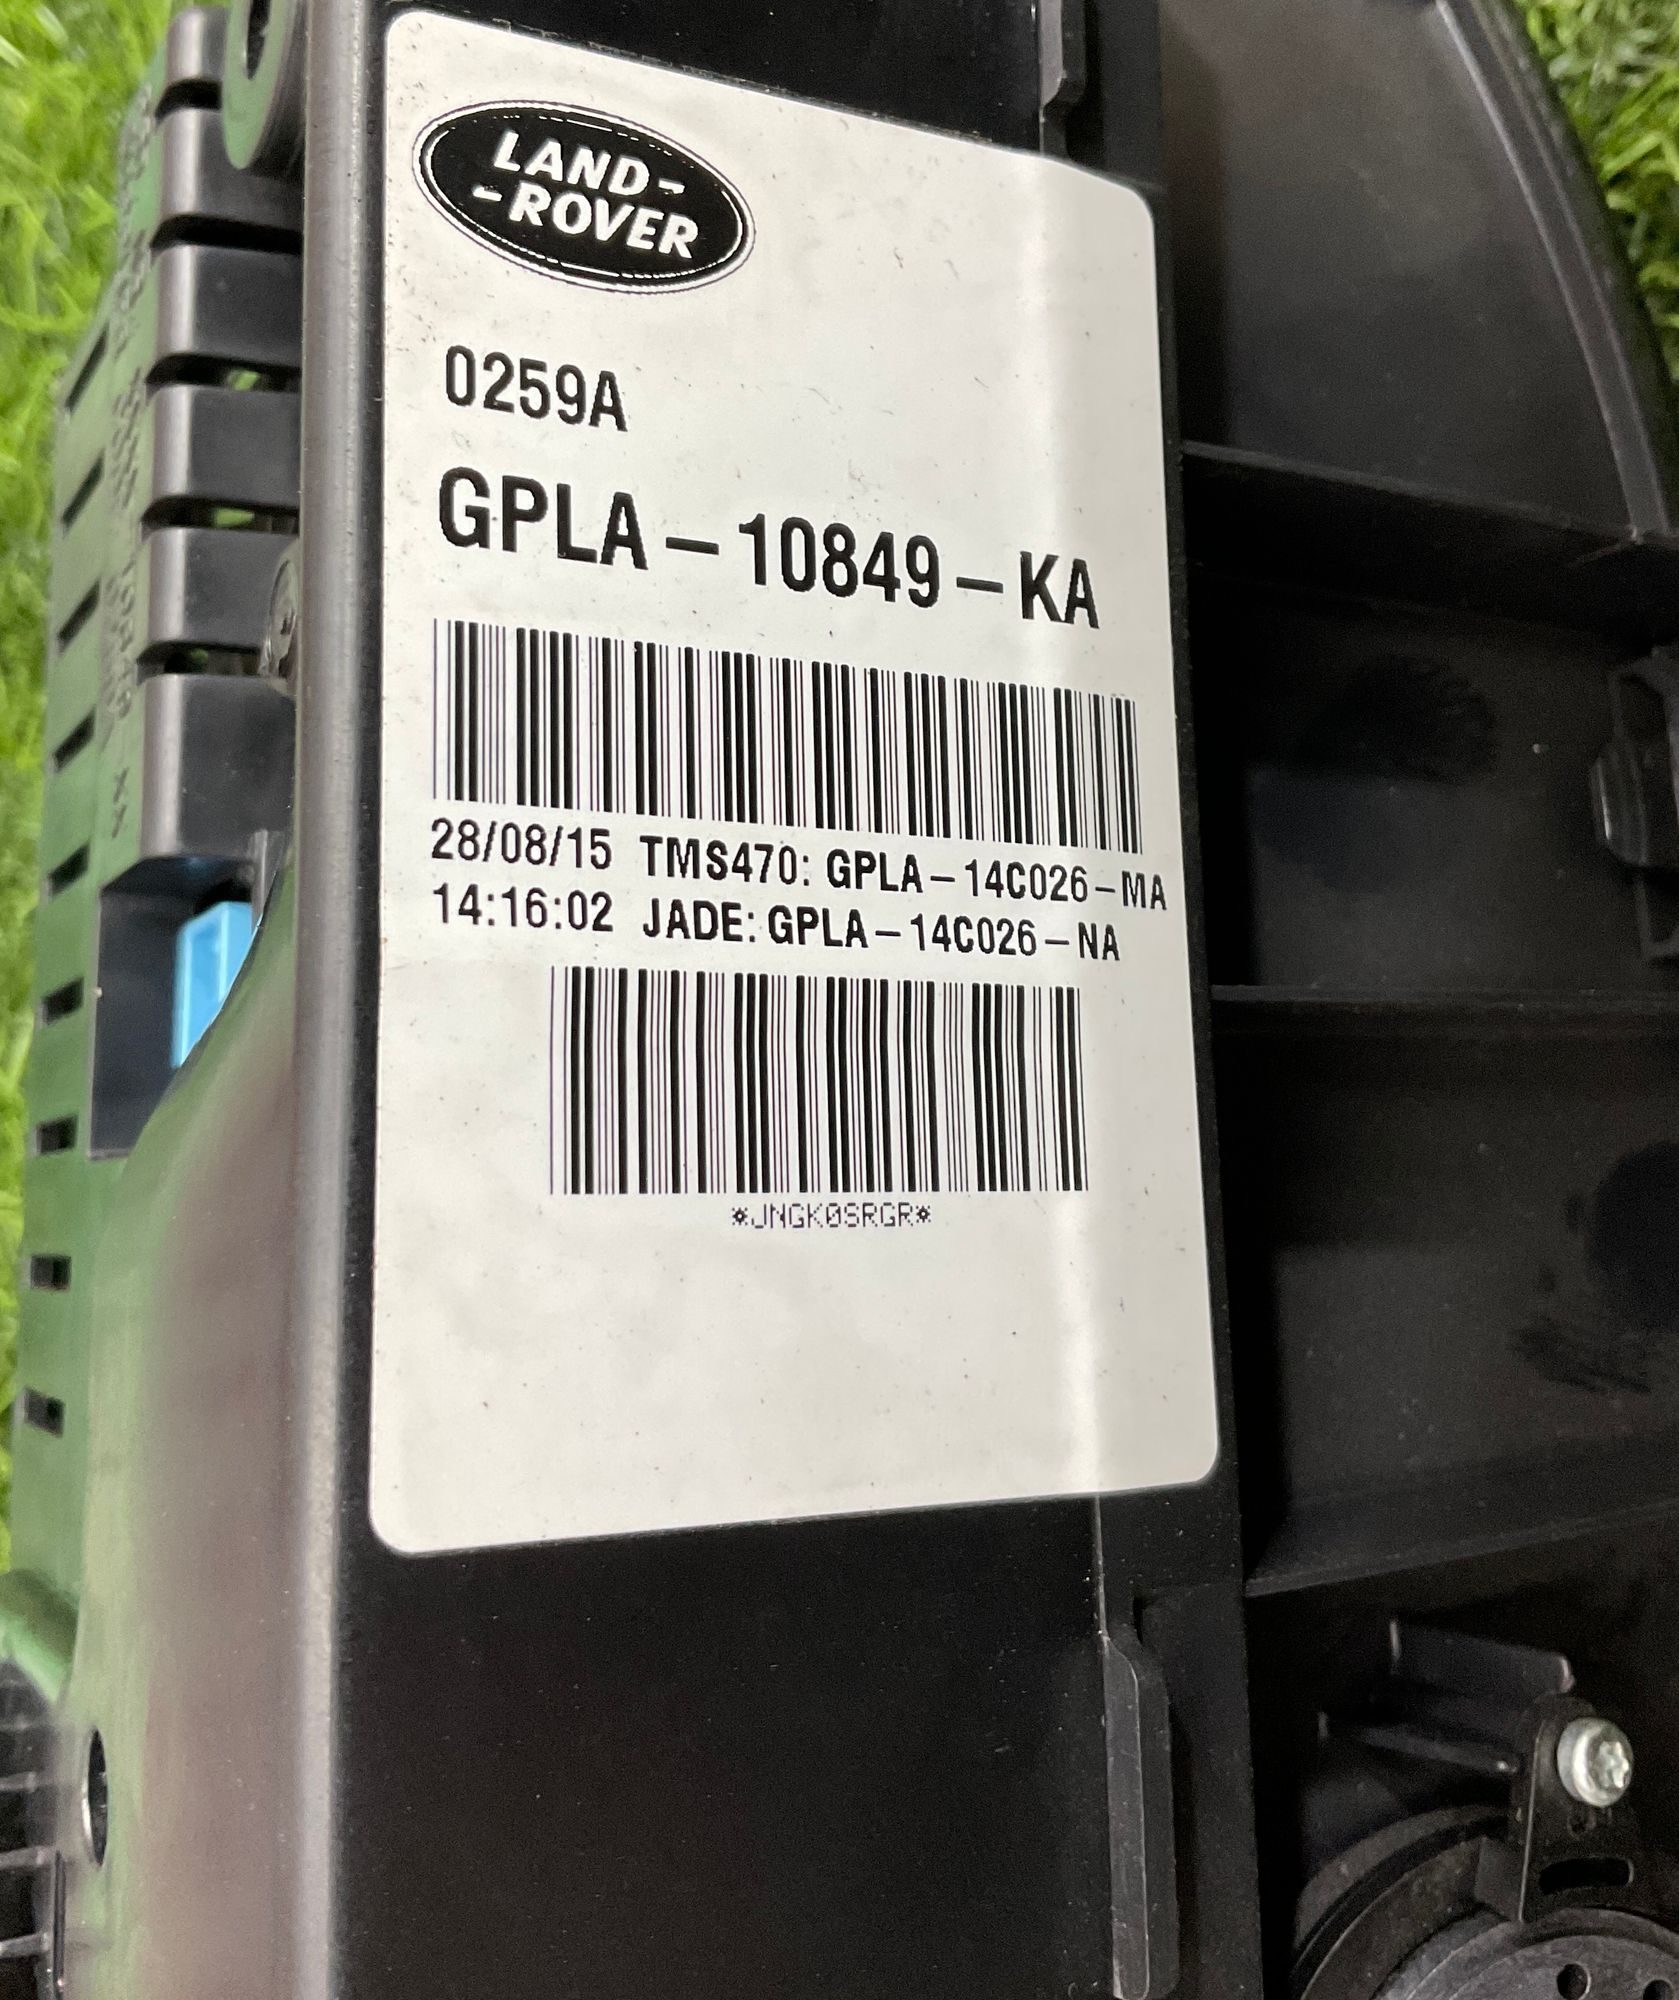 LAND-
-ROVER
0259A
GPLA-10849-KA
28/08/15 TMS470: GPLA-14C026-MA
14:16:02 JADE: GPLA-14C026-NA
*JNGK0SRGR*